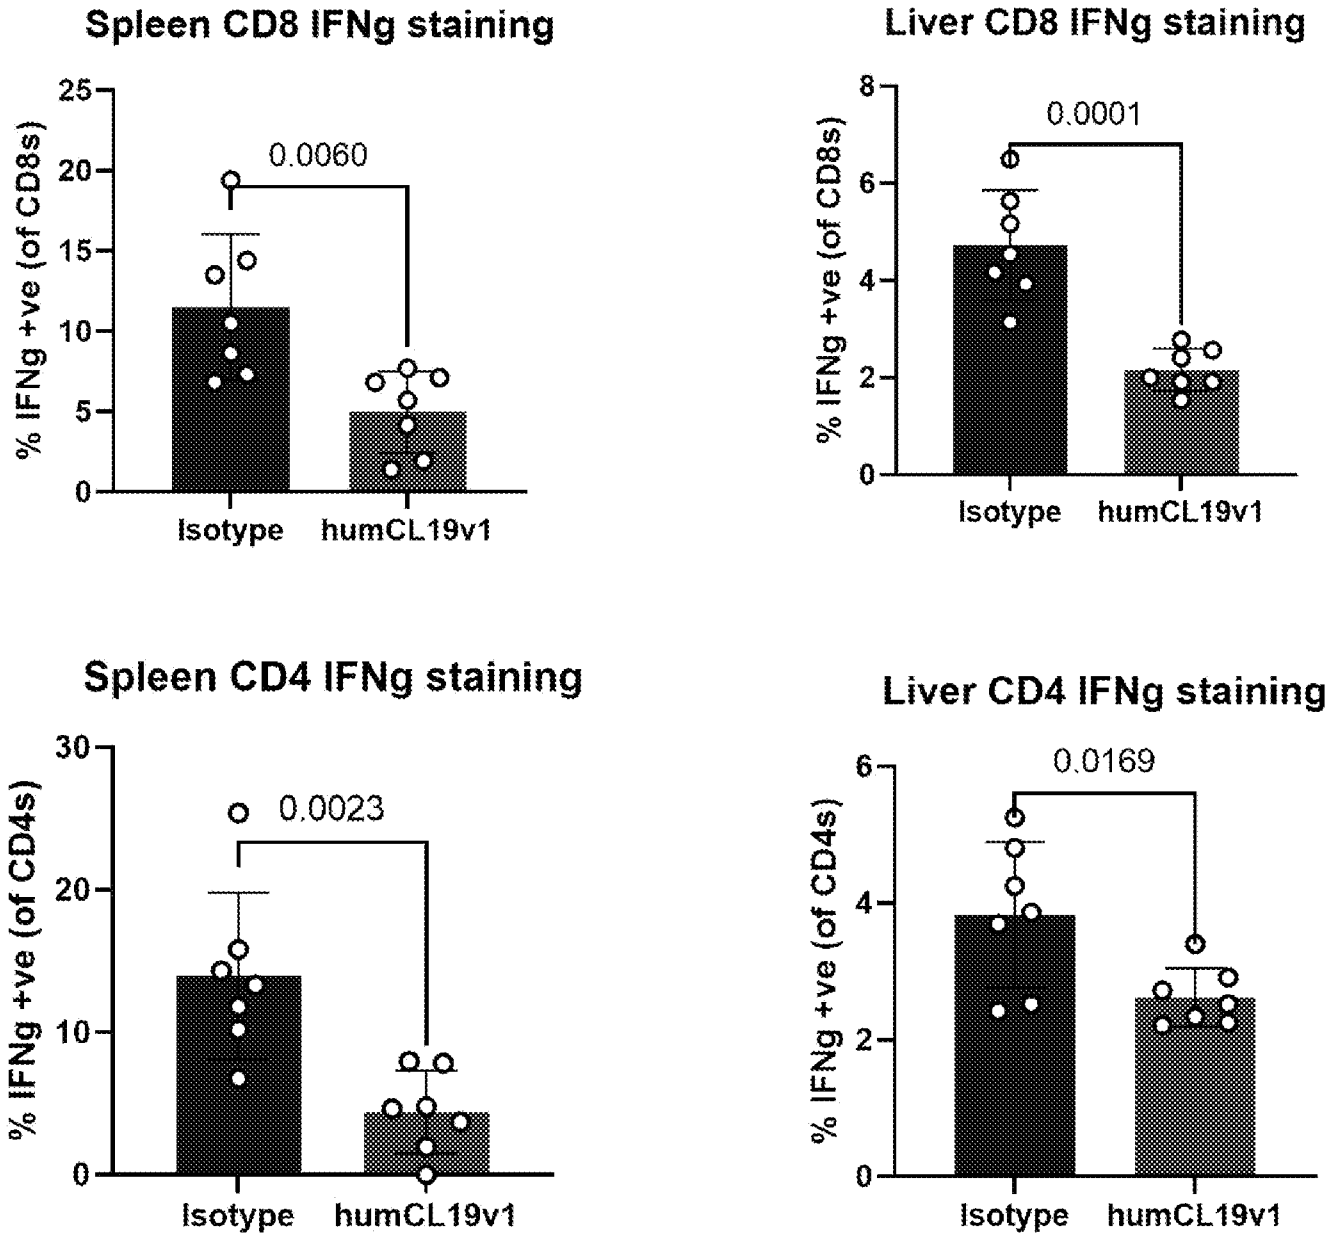 Spleen CD8 IFNg staining
% IFNg +ve (of CD8s)
25
20
15
10
5
0
0.0060
Isotype humCL19v1
Liver CD8 IFNg staining
% IFNg +ve (of CD8s)
8
6
4
2
0
0.0001
Isotype humCL19v1
Spleen CD4 IFNg staining
% IFNg +ve (of CD4s)
30
20
10
0
0.0023
Isotype humCL19v1
Liver CD4 IFNg staining
% IFNg +ve (of CD4s)
6
4
2
0
0.0169
Isotype humCL19v1